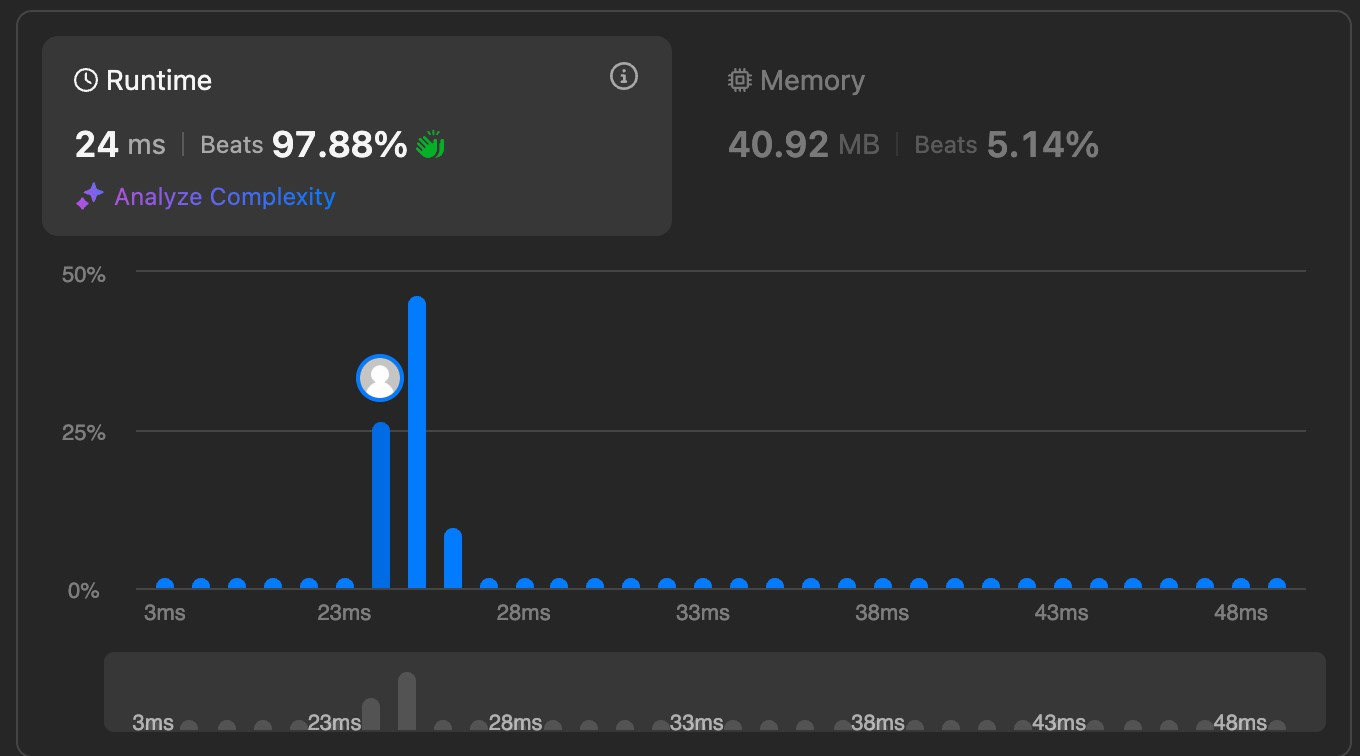 Runtime
24 ms | Beats 97.88%
Analyze Complexity
Memory
40.92 MB | Beats 5.14%
50%
25%
0%
3ms 23ms 28ms 33ms 38ms 43ms 48ms
3ms 23ms 28ms 33ms 38ms 43ms 48ms